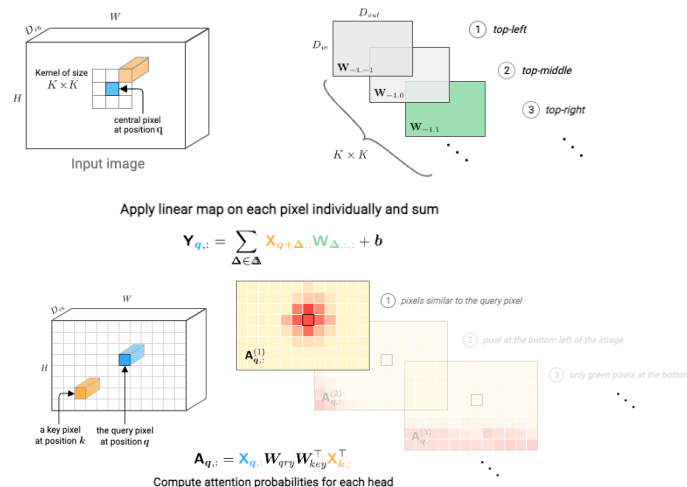 W
D_in
H
Kernel of size
K×K
central pixel
at position q
Input image
D_out
D_in
W_{-1,-1}
W_{-1,0}
W_{-1,1}
K×K
1 top-left
2 top-middle
3 top-right
Apply linear map on each pixel individually and sum
Y_{q,:} = ∑_{Δ∈𝚫} X_{q+Δ,:} W_{Δ,:,:} + b
W
D_in
H
a key pixel
at position k
the query pixel
at position q
1 pixels similar to the query pixel
A^{(1)}_{q,:}
2 pixel at the bottom left of the image
A^{(2)}_{q,:}
3 only green pixels at the bottom
A^{(3)}_{q,:}
A_{q,:} = X_{q,:} W_{qry} W_{key}^⊤ X_{k,:}^⊤
Compute attention probabilities for each head